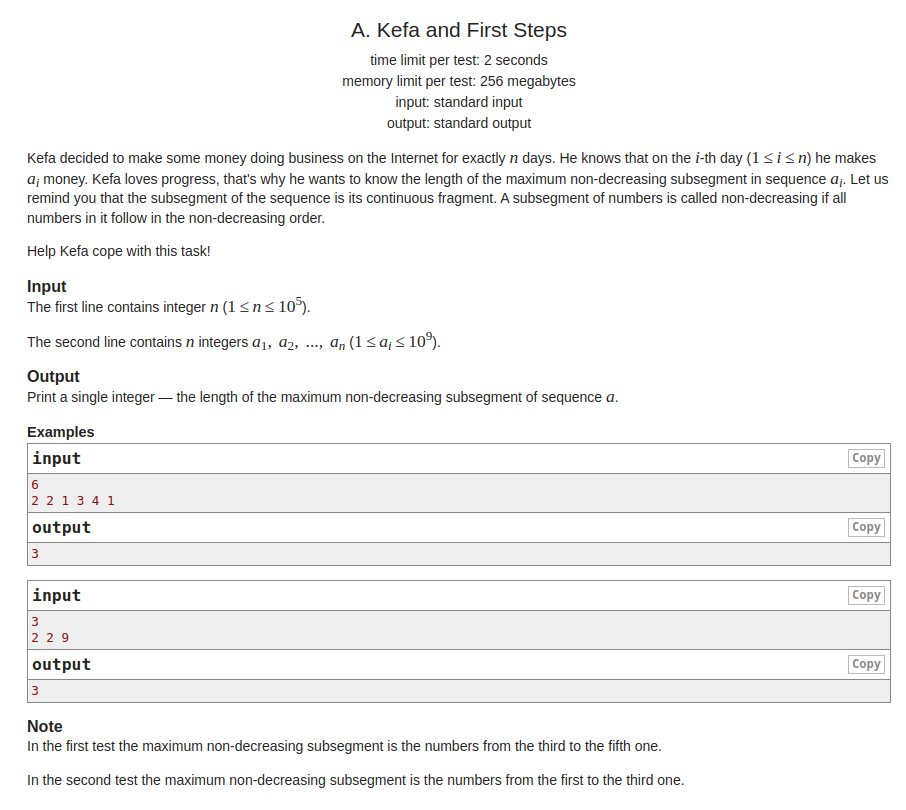 A. Kefa and First Steps
time limit per test: 2 seconds
memory limit per test: 256 megabytes
input: standard input
output: standard output
Kefa decided to make some money doing business on the Internet for exactly n days. He knows that on the i-th day (1 ≤ i ≤ n) he makes
a_i money. Kefa loves progress, that's why he wants to know the length of the maximum non-decreasing subsegment in sequence a_i. Let us
remind you that the subsegment of the sequence is its continuous fragment. A subsegment of numbers is called non-decreasing if all
numbers in it follow in the non-decreasing order.
Help Kefa cope with this task!
Input
The first line contains integer n (1 ≤ n ≤ 10^5).
The second line contains n integers a_1, a_2, ..., a_n (1 ≤ a_i ≤ 10^9).
Output
Print a single integer — the length of the maximum non-decreasing subsegment of sequence a.
Examples
input Copy
6
2 2 1 3 4 1
output Copy
3
input Copy
3
2 2 9
output Copy
3
Note
In the first test the maximum non-decreasing subsegment is the numbers from the third to the fifth one.
In the second test the maximum non-decreasing subsegment is the numbers from the first to the third one.